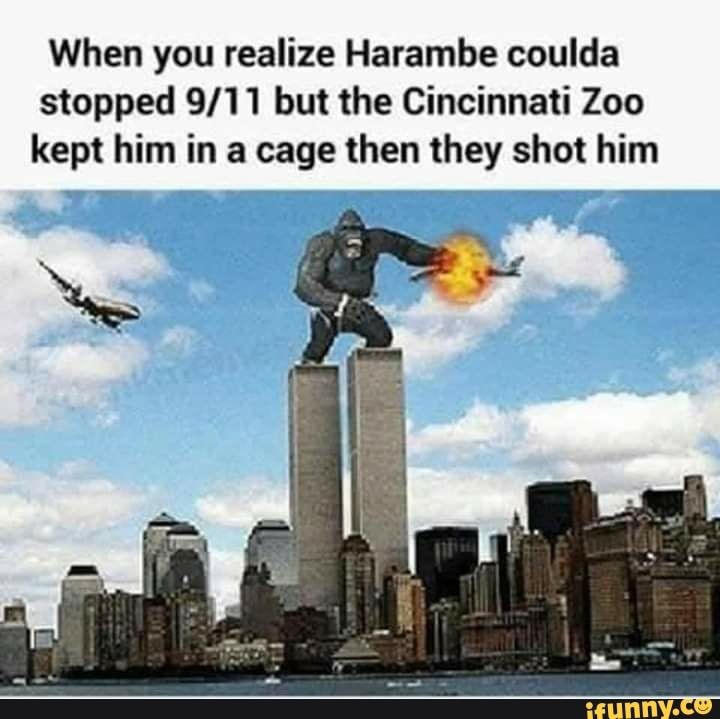 When you realize Harambe coulda
stopped 9/11 but the Cincinnati Zoo
kept him in a cage then they shot him
ifunny.co